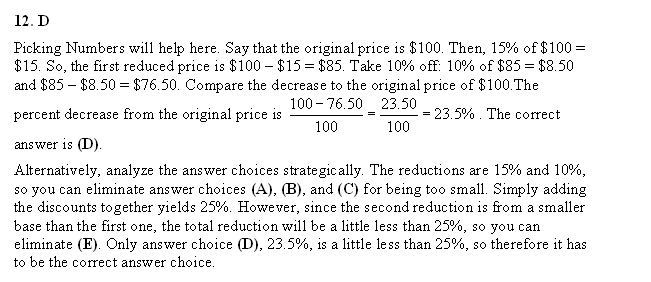 12. D
Picking Numbers will help here. Say that the original price is $100. Then, 15% of $100 =
$15. So, the first reduced price is $100 – $15 = $85. Take 10% off: 10% of $85 = $8.50
and $85 – $8.50 = $76.50. Compare the decrease to the original price of $100.The
percent decrease from the original price is (100 – 76.50)/100 = 23.50/100 = 23.5% . The correct
answer is (D).
Alternatively, analyze the answer choices strategically. The reductions are 15% and 10%,
so you can eliminate answer choices (A), (B), and (C) for being too small. Simply adding
the discounts together yields 25%. However, since the second reduction is from a smaller
base than the first one, the total reduction will be a little less than 25%, so you can
eliminate (E). Only answer choice (D), 23.5%, is a little less than 25%, so therefore it has
to be the correct answer choice.